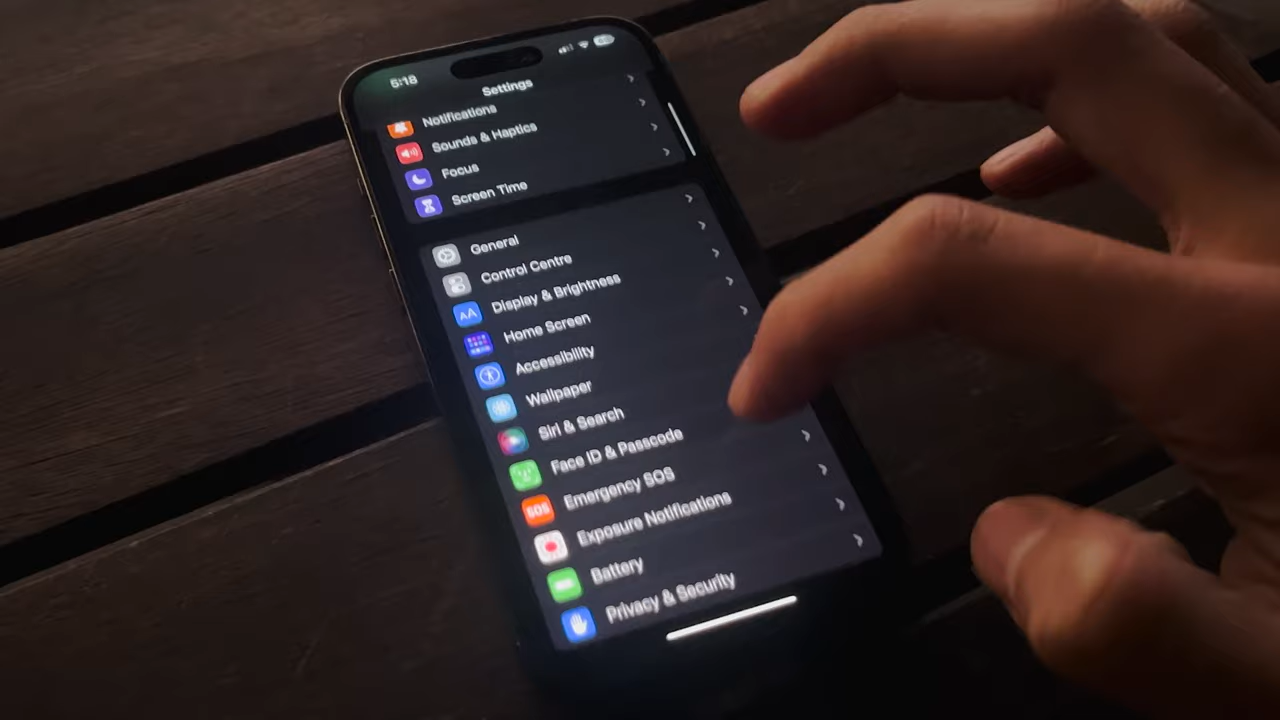 5:18
Settings
Notifications
Sounds & Haptics
Focus
Screen Time
General
Control Centre
Display & Brightness
AA
Home Screen
Accessibility
Wallpaper
Siri & Search
Face ID & Passcode
Emergency SOS
SOS
Exposure Notifications
Battery
Privacy & Security